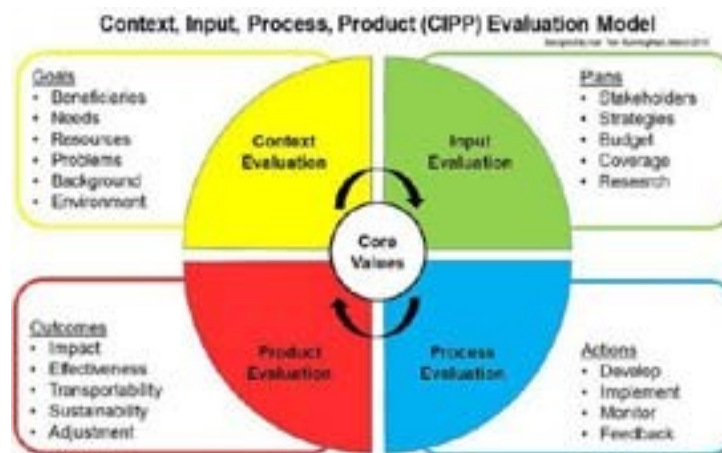 Context, Input, Process, Product (CIPP) Evaluation Model
Goals
• Beneficiaries
• Needs
• Resources
• Problems
• Background
• Environment
Context
Evaluation
Input
Evaluation
Plans
• Stakeholders
• Strategies
• Budget
• Coverage
• Research
Core
Values
Outcomes
• Impact
• Effectiveness
• Transportability
• Sustainability
• Adjustment
Product
Evaluation
Process
Evaluation
Actions
• Develop
• Implement
• Monitor
• Feedback